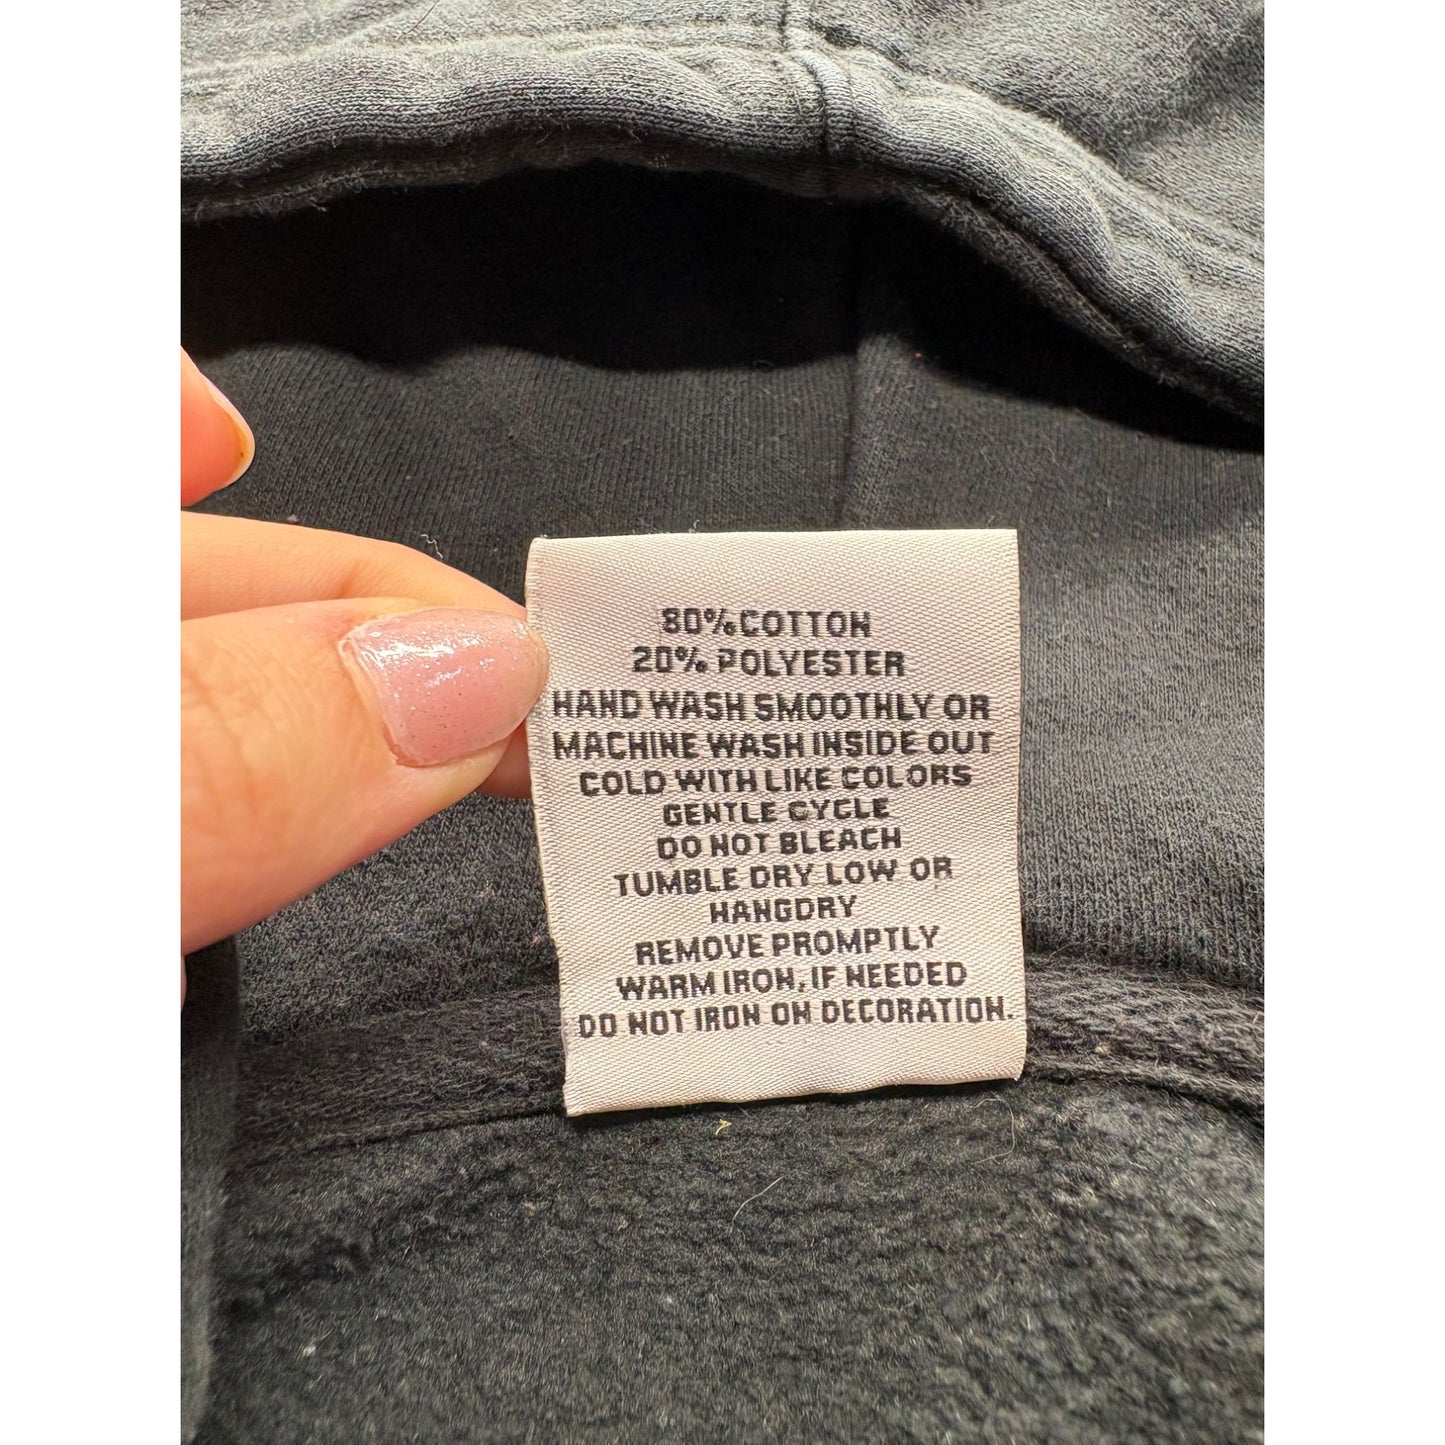 80% COTTON
20% POLYESTER
HAND WASH SMOOTHLY OR
MACHINE WASH INSIDE OUT
COLD WITH LIKE COLORS
GENTLE CYCLE
DO NOT BLEACH
TUMBLE DRY LOW OR
HANGDRY
REMOVE PROMPTLY
WARM IRON, IF NEEDED
DO NOT IRON ON DECORATION.